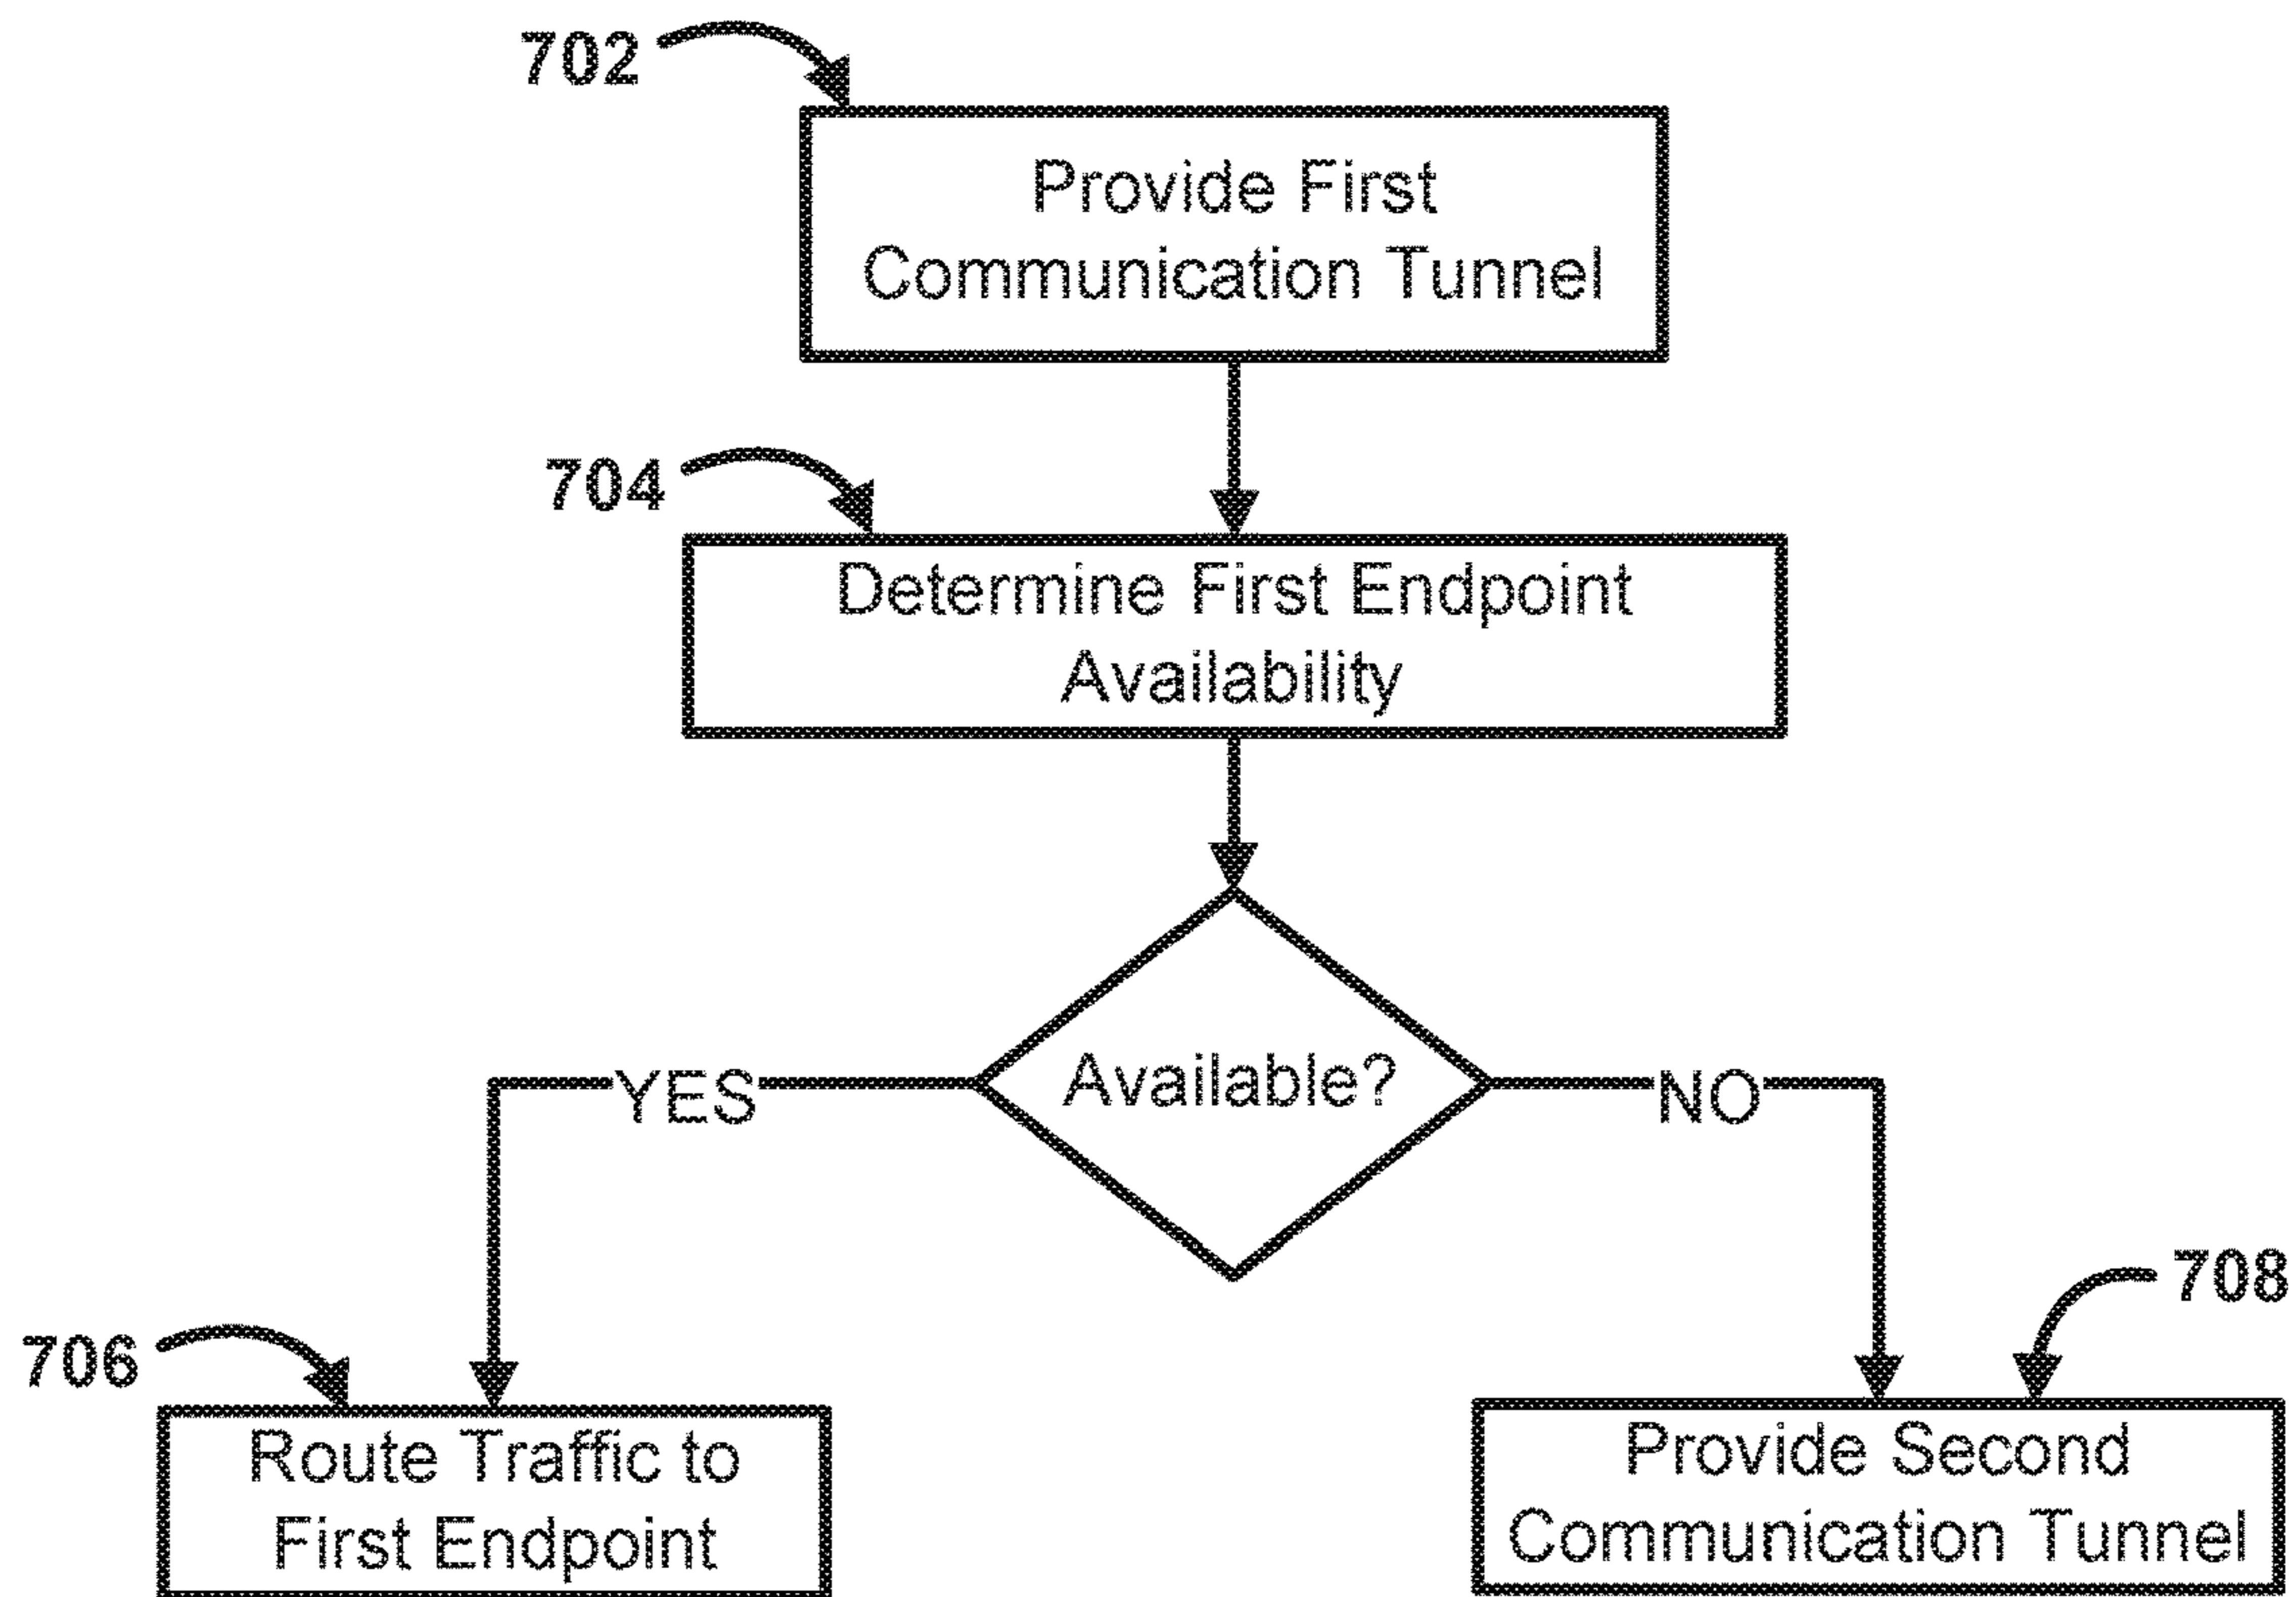 702
Provide First
Communication Tunnel
704
Determine First Endpoint
Availability
Available?
YES
NO
706
Route Traffic to
First Endpoint
708
Provide Second
Communication Tunnel